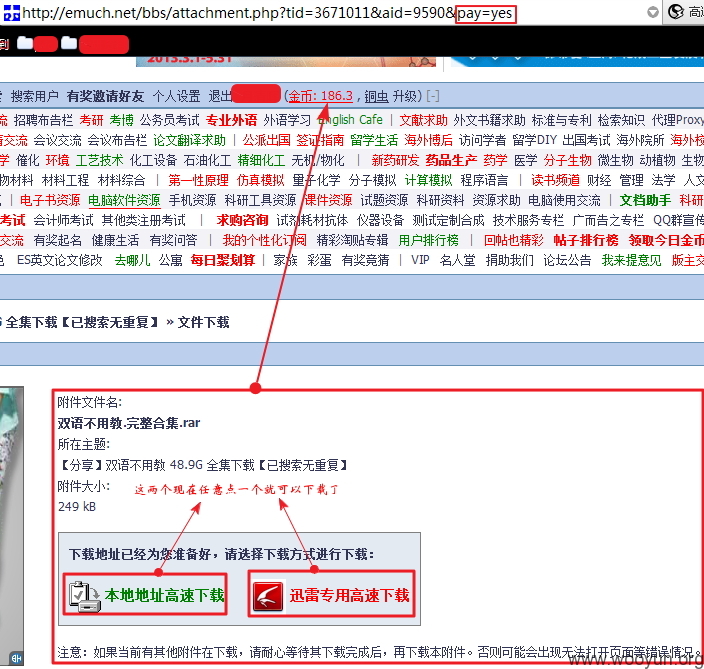 http://emuch.net/bbs/attachment.php?tid=3671011&aid=9590&pay=yes
到
2013.3.1-5.31
搜索用户 有奖邀请好友 个人设置 退出 (金币: 186.3 , 铜虫 升级) [-]
流 招聘布告栏 考研 考博 公务员考试 专业外语 外语学习 English Cafe | 文献求助 外文书籍求助 标准与专利 检索知识 代理Proxy
请交流 会议交流 会议布告栏 论文翻译求助 | 公派出国 签证指南 留学生活 海外博后 访问学者 留学DIY 出国考试 海外院所 海外校
学 催化 环境 工艺技术 化工设备 石油化工 精细化工 无机/物化 | 新药研发 药品生产 药学 医学 分子生物 微生物 动植物 生物
物材料 材料工程 材料综合 | 第一性原理 仿真模拟 量子化学 分子模拟 计算模拟 程序语言 | 读书频道 财经 管理 法学 人文
| 电子书资源 电脑软件资源 手机资源 科研工具资源 课件资源 试题资源 科研资料 资源求助 电脑使用交流 | 文档助手 科研
考试 会计师考试 其他类注册考试 | 求购咨询 试剂耗材抗体 仪器设备 测试定制合成 技术服务专栏 广而告之专栏 QQ群宣传
交流 有奖起名 健康生活 有奖问答 | 我的个性化订阅 精彩淘贴专辑 用户排行榜 | 回帖也精彩 帖子排行榜 领取今日金币
ES英文论文修改 去哪儿 公寓 每日聚划算 | 家族 彩蛋 有奖竞猜 | VIP 名人堂 捐助我们 论坛公告 我来提意见 版主交
G 全集下载【已搜索无重复】 » 文件下载
附件文件名:
双语不用教.完整合集.rar
所在主题:
【分享】双语不用教 48.9G 全集下载【已搜索无重复】
附件大小:
这两个现在任意点一个就可以下载了
249 kB
下载地址已经为您准备好，请选择下载方式进行下载：
本地地址高速下载
迅雷专用高速下载
注意：如果当前有其他附件在下载，请耐心等待其下载完成后，再下载本附件。否则可能会出现无法打开页面等错误情况。
www.wooyun.org